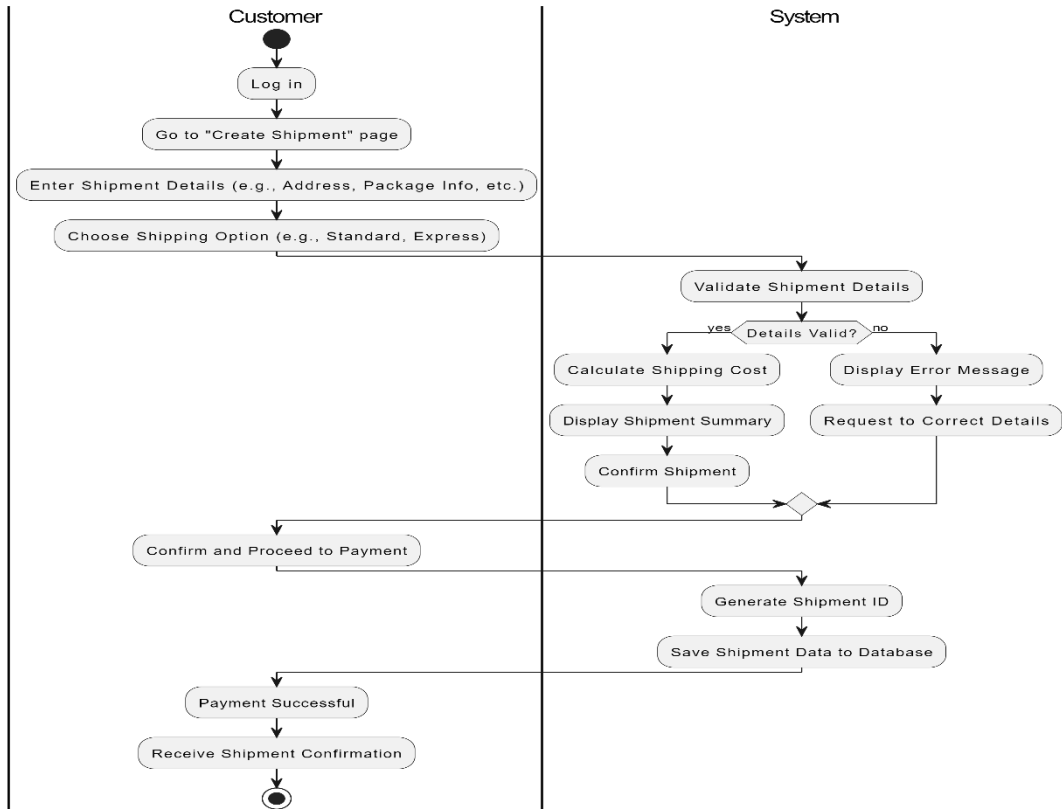 Customer
System
Log in
Go to "Create Shipment" page
Enter Shipment Details (e.g., Address, Package Info, etc.)
Choose Shipping Option (e.g., Standard, Express)
Validate Shipment Details
yes
Details Valid?
no
Calculate Shipping Cost
Display Error Message
Display Shipment Summary
Request to Correct Details
Confirm Shipment
Confirm and Proceed to Payment
Generate Shipment ID
Save Shipment Data to Database
Payment Successful
Receive Shipment Confirmation